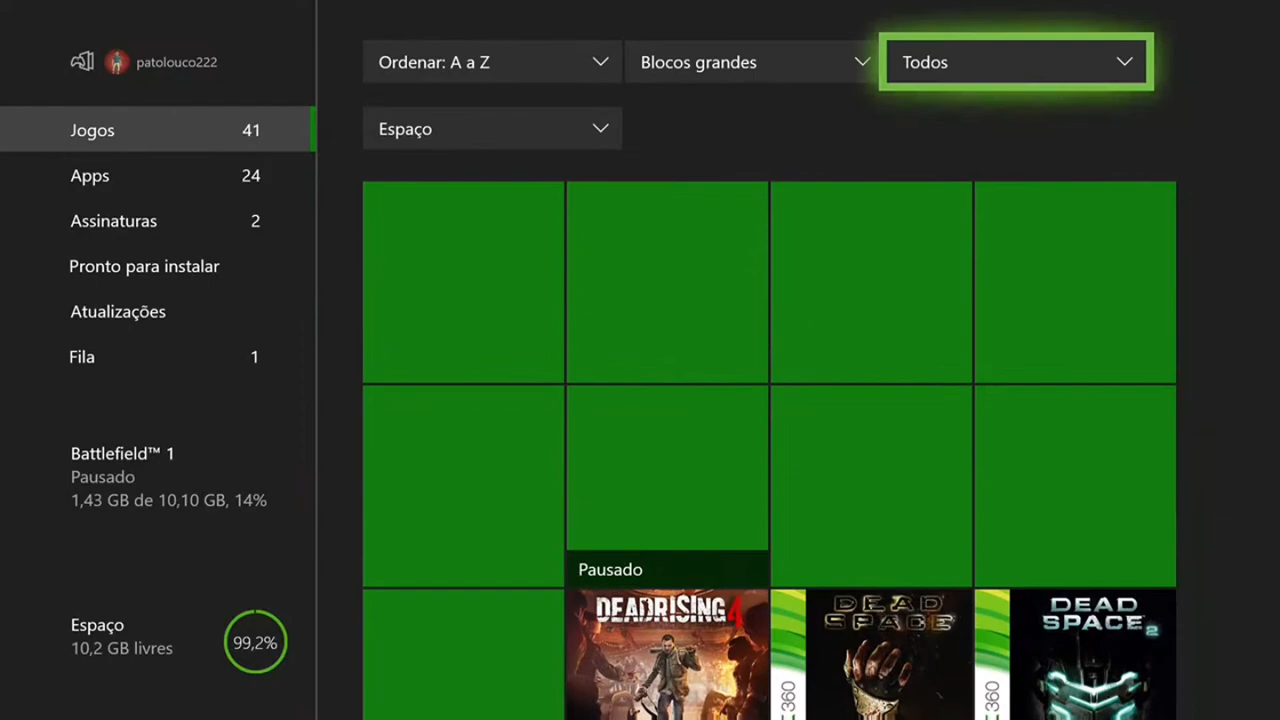 patolouco222
Jogos 41
Apps 24
Assinaturas 2
Pronto para instalar
Atualizações
Fila 1
Battlefield™ 1
Pausado
1,43 GB de 10,10 GB, 14%
Espaço
10,2 GB livres
99,2%
Ordenar: A a Z
Blocos grandes
Todos
Espaço
Pausado
DEADRISING 4
DEAD
SPACE
360
DEAD
SPACE 2
360